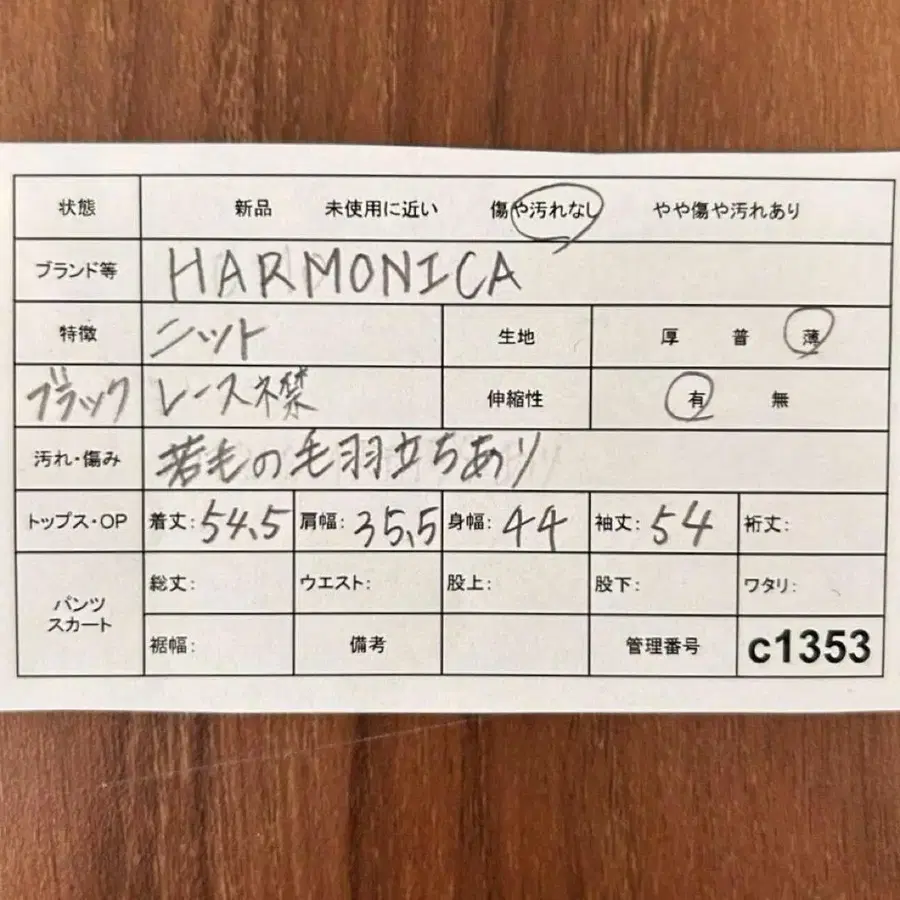 状態 新品 未使用に近い 傷や汚れなし やや傷や汚れあり
ブランド等 HARMONICA
特徴 ニット 生地 厚 普 薄
ブラック レース襟 伸縮性 有 無
汚れ・傷み 若毛の毛羽立ちあり
トップス・OP 着丈:54.5 肩幅:35.5 身幅:44 袖丈:54 裄丈:
パンツ スカート 総丈: ウエスト: 股上: 股下: ワタリ:
裾幅: 備考 管理番号 c1353